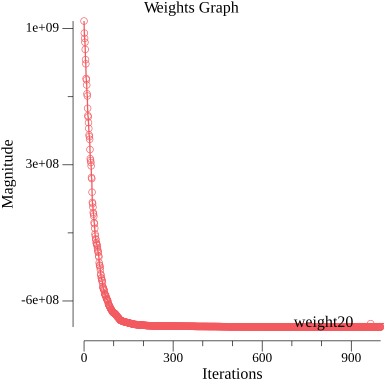 Weights Graph
1e+09
3e+08
-6e+08
Magnitude
weight20
0 300 600 900
Iterations